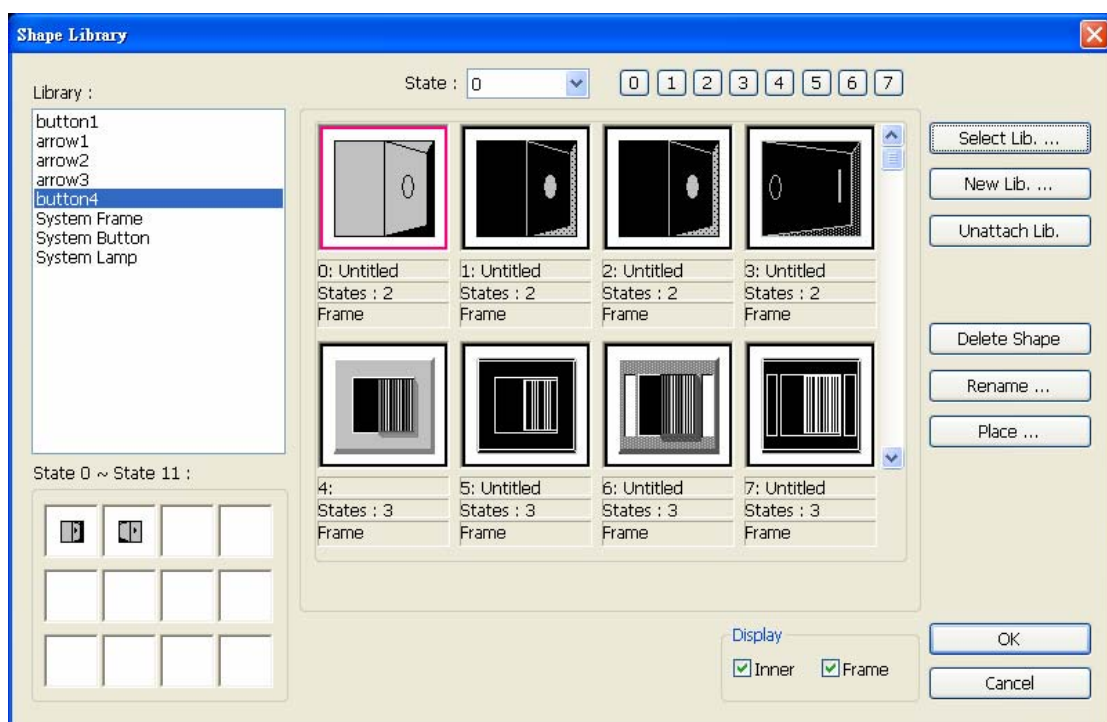 Shape Library
Library :
State : 0
0 1 2 3 4 5 6 7
button1
arrow1
arrow2
arrow3
button4
System Frame
System Button
System Lamp
0: Untitled
States : 2
Frame
1: Untitled
States : 2
Frame
2: Untitled
States : 2
Frame
3: Untitled
States : 2
Frame
4:
States : 3
Frame
5: Untitled
States : 3
Frame
6: Untitled
States : 3
Frame
7: Untitled
States : 3
Frame
Select Lib. ...
New Lib. ...
Unattach Lib.
Delete Shape
Rename ...
Place ...
State 0 ~ State 11 :
Display
Inner
Frame
OK
Cancel